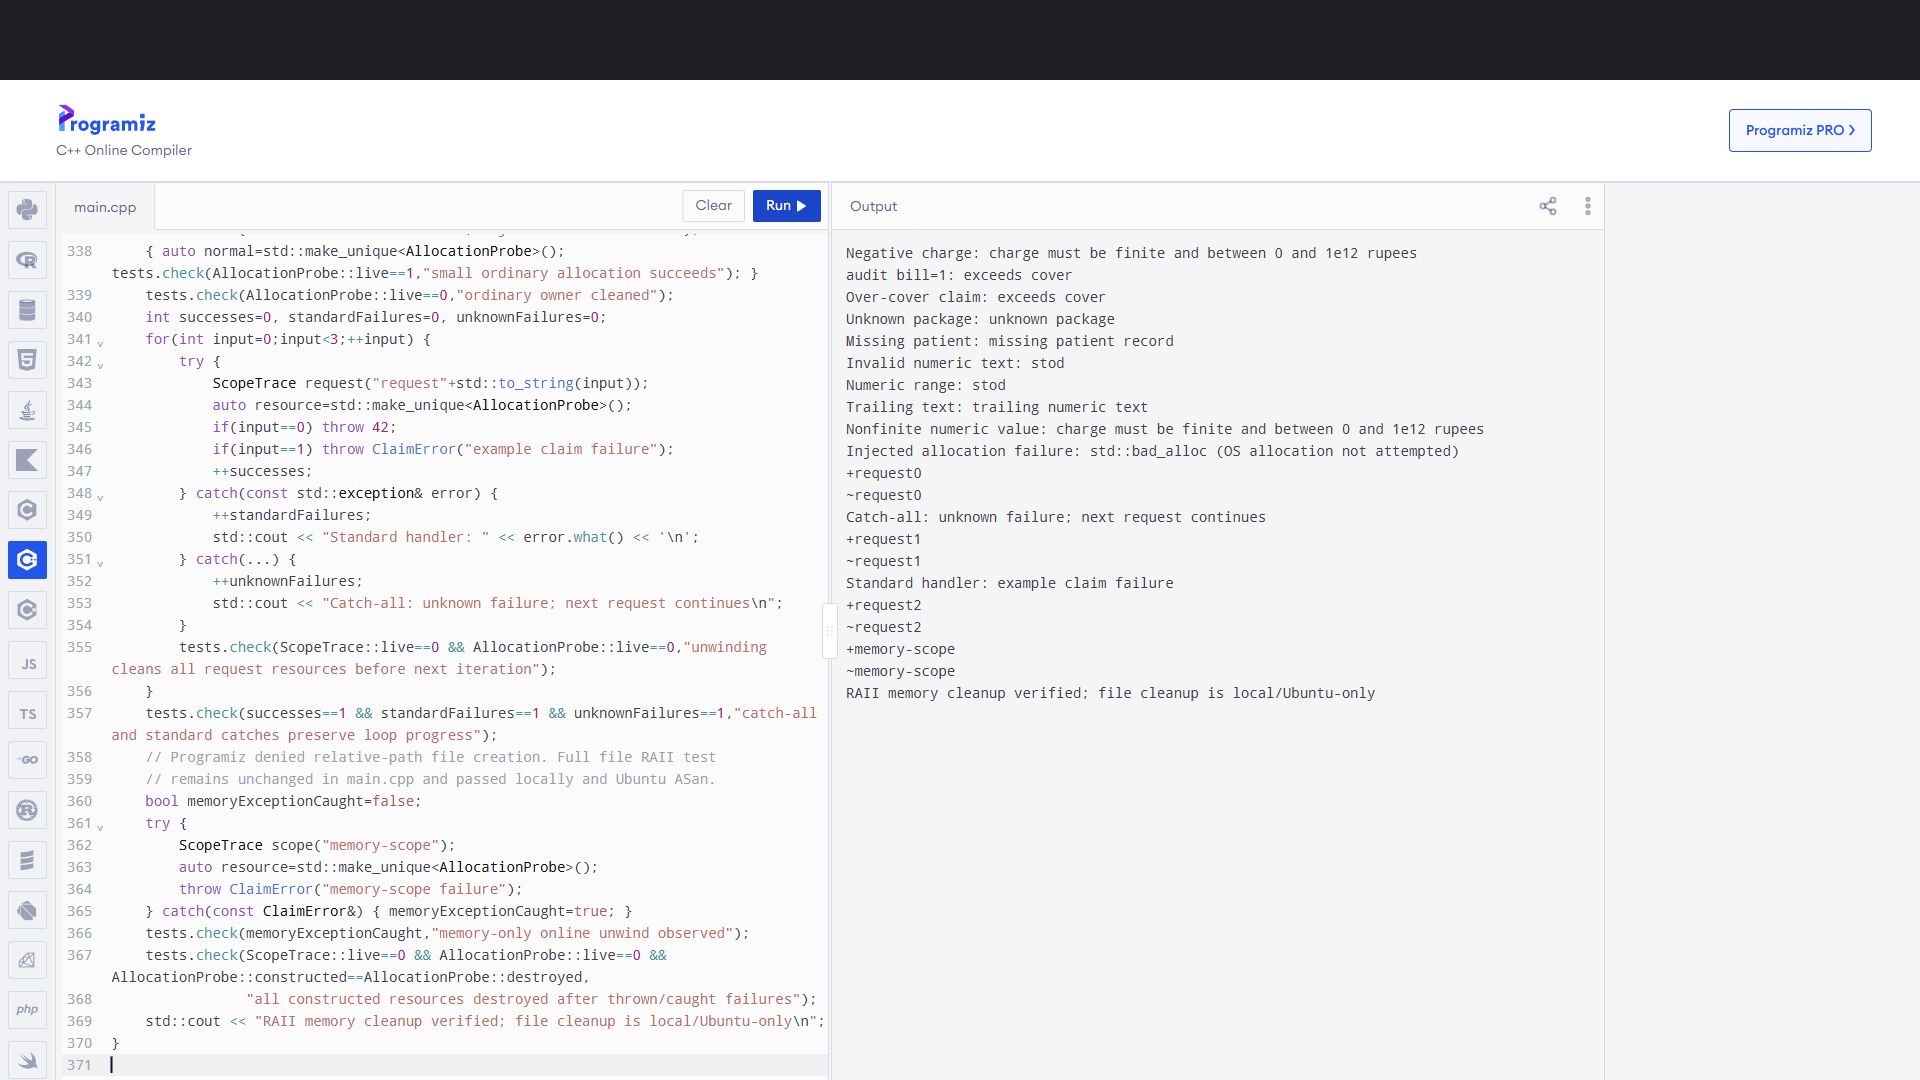 Programiz
C++ Online Compiler
Programiz PRO ❯
main.cpp
Clear
Run
Output
338 { auto normal=std::make_unique<AllocationProbe>();
tests.check(AllocationProbe::live==1,"small ordinary allocation succeeds"); }
339 tests.check(AllocationProbe::live==0,"ordinary owner cleaned");
340 int successes=0, standardFailures=0, unknownFailures=0;
341 for(int input=0;input<3;++input) {
342 try {
343 ScopeTrace request("request"+std::to_string(input));
344 auto resource=std::make_unique<AllocationProbe>();
345 if(input==0) throw 42;
346 if(input==1) throw ClaimError("example claim failure");
347 ++successes;
348 } catch(const std::exception& error) {
349 ++standardFailures;
350 std::cout << "Standard handler: " << error.what() << '\n';
351 } catch(...) {
352 ++unknownFailures;
353 std::cout << "Catch-all: unknown failure; next request continues\n";
354 }
355 tests.check(ScopeTrace::live==0 && AllocationProbe::live==0,"unwinding
cleans all request resources before next iteration");
356 }
357 tests.check(successes==1 && standardFailures==1 && unknownFailures==1,"catch-all
and standard catches preserve loop progress");
358 // Programiz denied relative-path file creation. Full file RAII test
359 // remains unchanged in main.cpp and passed locally and Ubuntu ASan.
360 bool memoryExceptionCaught=false;
361 try {
362 ScopeTrace scope("memory-scope");
363 auto resource=std::make_unique<AllocationProbe>();
364 throw ClaimError("memory-scope failure");
365 } catch(const ClaimError&) { memoryExceptionCaught=true; }
366 tests.check(memoryExceptionCaught,"memory-only online unwind observed");
367 tests.check(ScopeTrace::live==0 && AllocationProbe::live==0 &&
AllocationProbe::constructed==AllocationProbe::destroyed,
368 "all constructed resources destroyed after thrown/caught failures");
369 std::cout << "RAII memory cleanup verified; file cleanup is local/Ubuntu-only\n";
370 }
371
Negative charge: charge must be finite and between 0 and 1e12 rupees
audit bill=1: exceeds cover
Over-cover claim: exceeds cover
Unknown package: unknown package
Missing patient: missing patient record
Invalid numeric text: stod
Numeric range: stod
Trailing text: trailing numeric text
Nonfinite numeric value: charge must be finite and between 0 and 1e12 rupees
Injected allocation failure: std::bad_alloc (OS allocation not attempted)
+request0
~request0
Catch-all: unknown failure; next request continues
+request1
~request1
Standard handler: example claim failure
+request2
~request2
+memory-scope
~memory-scope
RAII memory cleanup verified; file cleanup is local/Ubuntu-only
JS
TS
GO
php